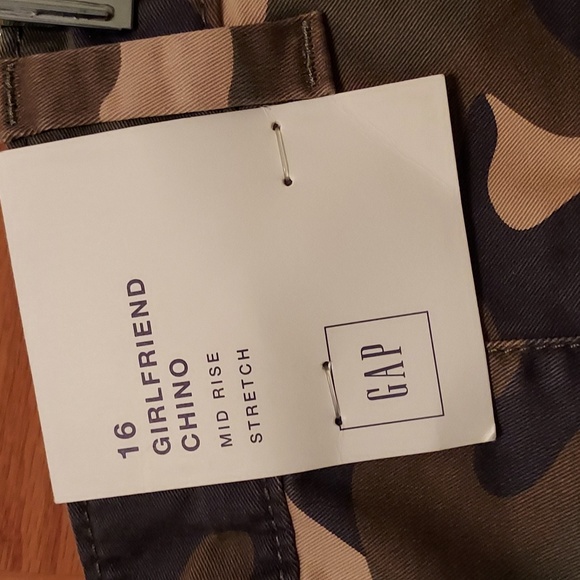 16
GIRLFRIEND
CHINO
MID RISE
STRETCH
GAP